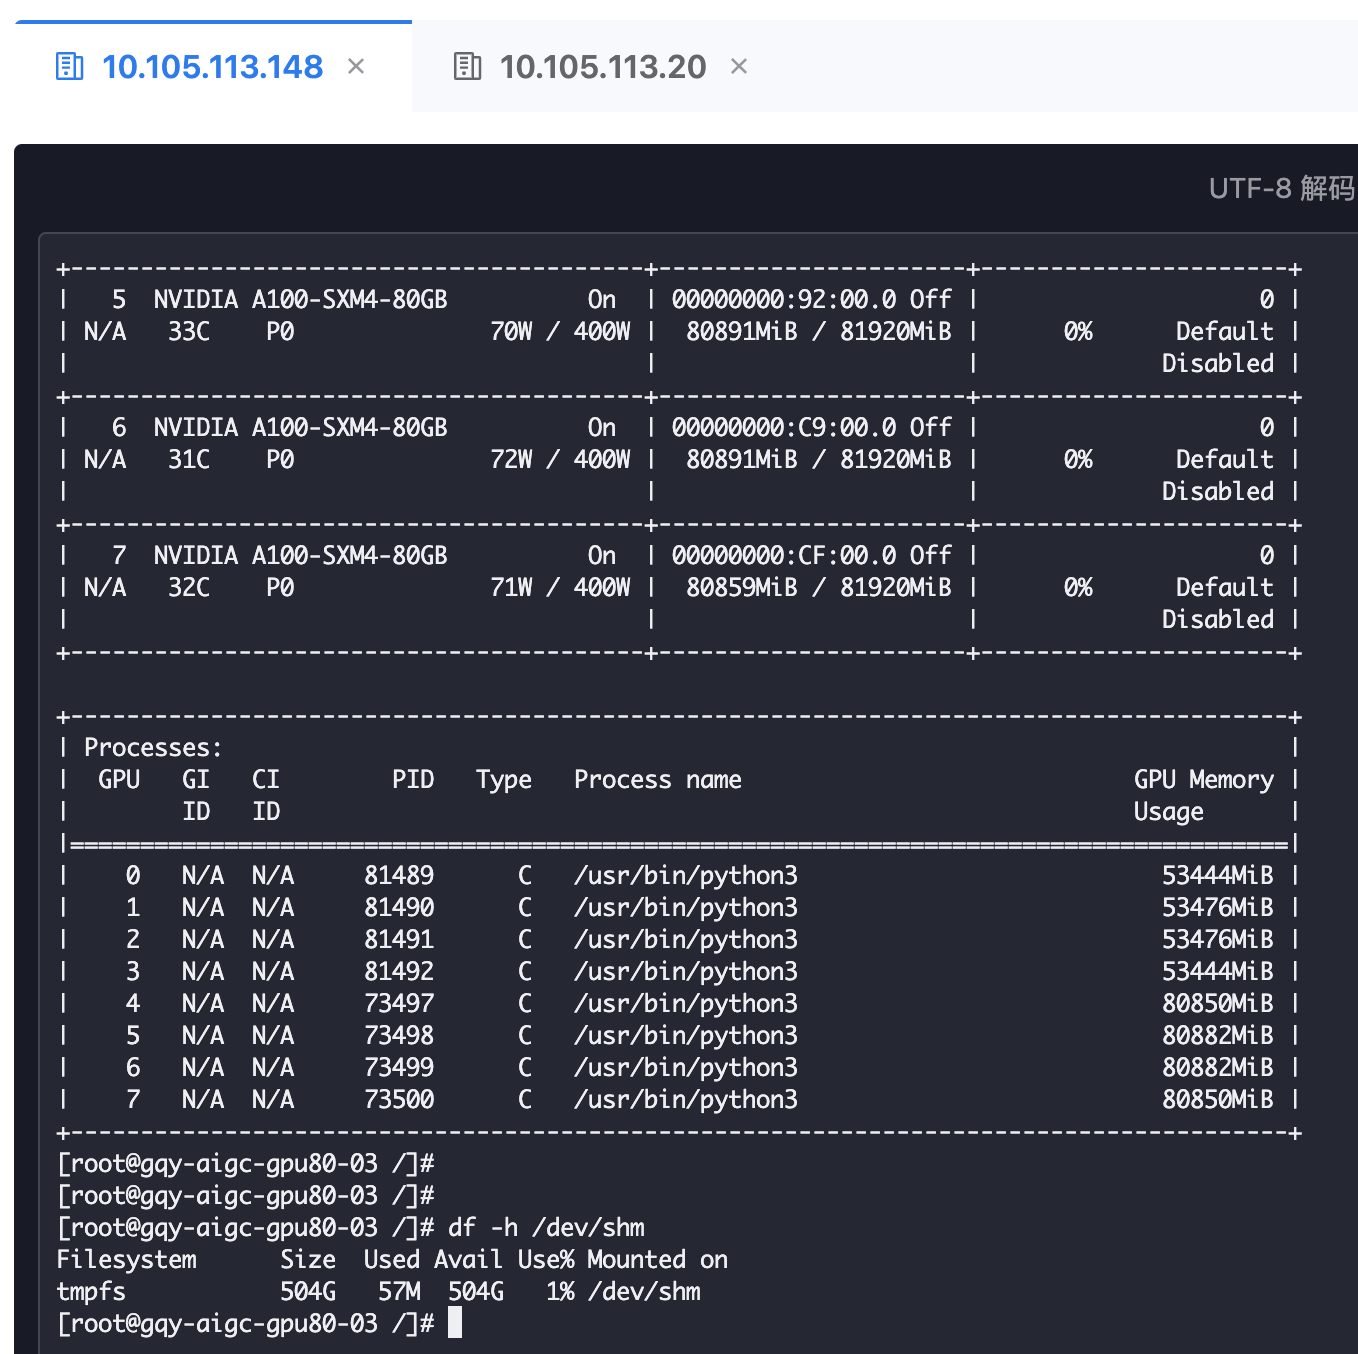 10.105.113.148 × 10.105.113.20 ×
UTF-8 解码
+-----------------------------------------+----------------------+----------------------+
|   5  NVIDIA A100-SXM4-80GB          On  | 00000000:92:00.0 Off |                    0 |
| N/A   33C    P0              70W / 400W |  80891MiB / 81920MiB |      0%      Default |
|                                         |                      |             Disabled |
+-----------------------------------------+----------------------+----------------------+
|   6  NVIDIA A100-SXM4-80GB          On  | 00000000:C9:00.0 Off |                    0 |
| N/A   31C    P0              72W / 400W |  80891MiB / 81920MiB |      0%      Default |
|                                         |                      |             Disabled |
+-----------------------------------------+----------------------+----------------------+
|   7  NVIDIA A100-SXM4-80GB          On  | 00000000:CF:00.0 Off |                    0 |
| N/A   32C    P0              71W / 400W |  80859MiB / 81920MiB |      0%      Default |
|                                         |                      |             Disabled |
+-----------------------------------------+----------------------+----------------------+
+---------------------------------------------------------------------------------------+
| Processes:                                                                            |
|  GPU   GI   CI        PID   Type   Process name                            GPU Memory |
|        ID   ID                                                             Usage      |
|=======================================================================================|
|    0   N/A  N/A     81489      C   /usr/bin/python3                          53444MiB |
|    1   N/A  N/A     81490      C   /usr/bin/python3                          53476MiB |
|    2   N/A  N/A     81491      C   /usr/bin/python3                          53476MiB |
|    3   N/A  N/A     81492      C   /usr/bin/python3                          53444MiB |
|    4   N/A  N/A     73497      C   /usr/bin/python3                          80850MiB |
|    5   N/A  N/A     73498      C   /usr/bin/python3                          80882MiB |
|    6   N/A  N/A     73499      C   /usr/bin/python3                          80882MiB |
|    7   N/A  N/A     73500      C   /usr/bin/python3                          80850MiB |
+---------------------------------------------------------------------------------------+
[root@gqy-aigc-gpu80-03 /]#
[root@gqy-aigc-gpu80-03 /]#
[root@gqy-aigc-gpu80-03 /]# df -h /dev/shm
Filesystem      Size  Used Avail Use% Mounted on
tmpfs           504G   57M  504G   1% /dev/shm
[root@gqy-aigc-gpu80-03 /]#